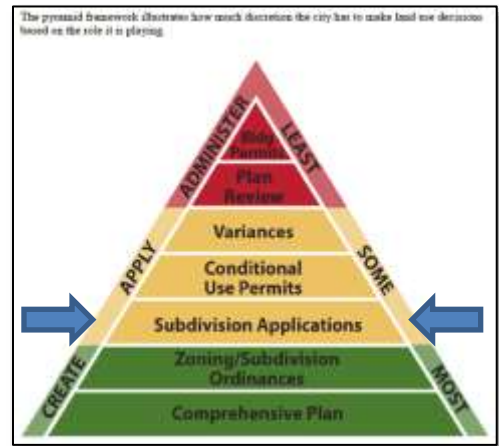 The pyramid framework illustrates how much discretion the city has to make land use decisions
based on the role it is playing.
ADMINISTER
LEAST
Bldg
Permits
Plan
Review
APPLY
SOME
Variances
Conditional
Use Permits
Subdivision Applications
CREATE
MOST
Zoning/Subdivision
Ordinances
Comprehensive Plan